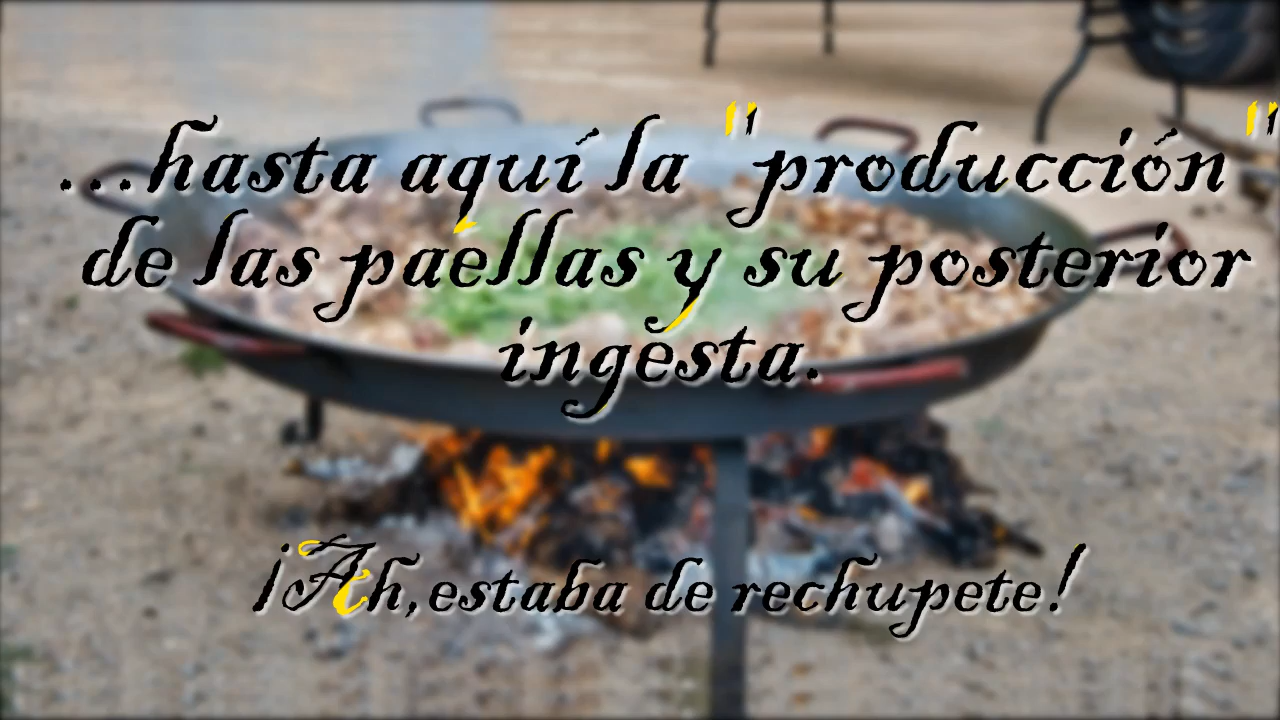 ...hasta aquí la "producción"
de las paellas y su posterior
ingesta.
¡Ah, estaba de rechupete!